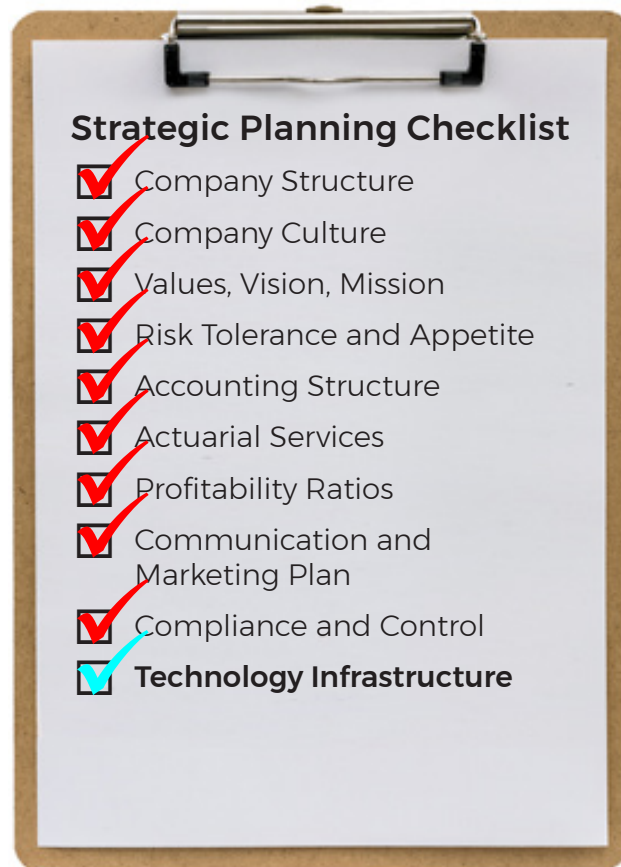 Strategic Planning Checklist
Company Structure
Company Culture
Values, Vision, Mission
Risk Tolerance and Appetite
Accounting Structure
Actuarial Services
Profitability Ratios
Communication and
Marketing Plan
Compliance and Control
Technology Infrastructure